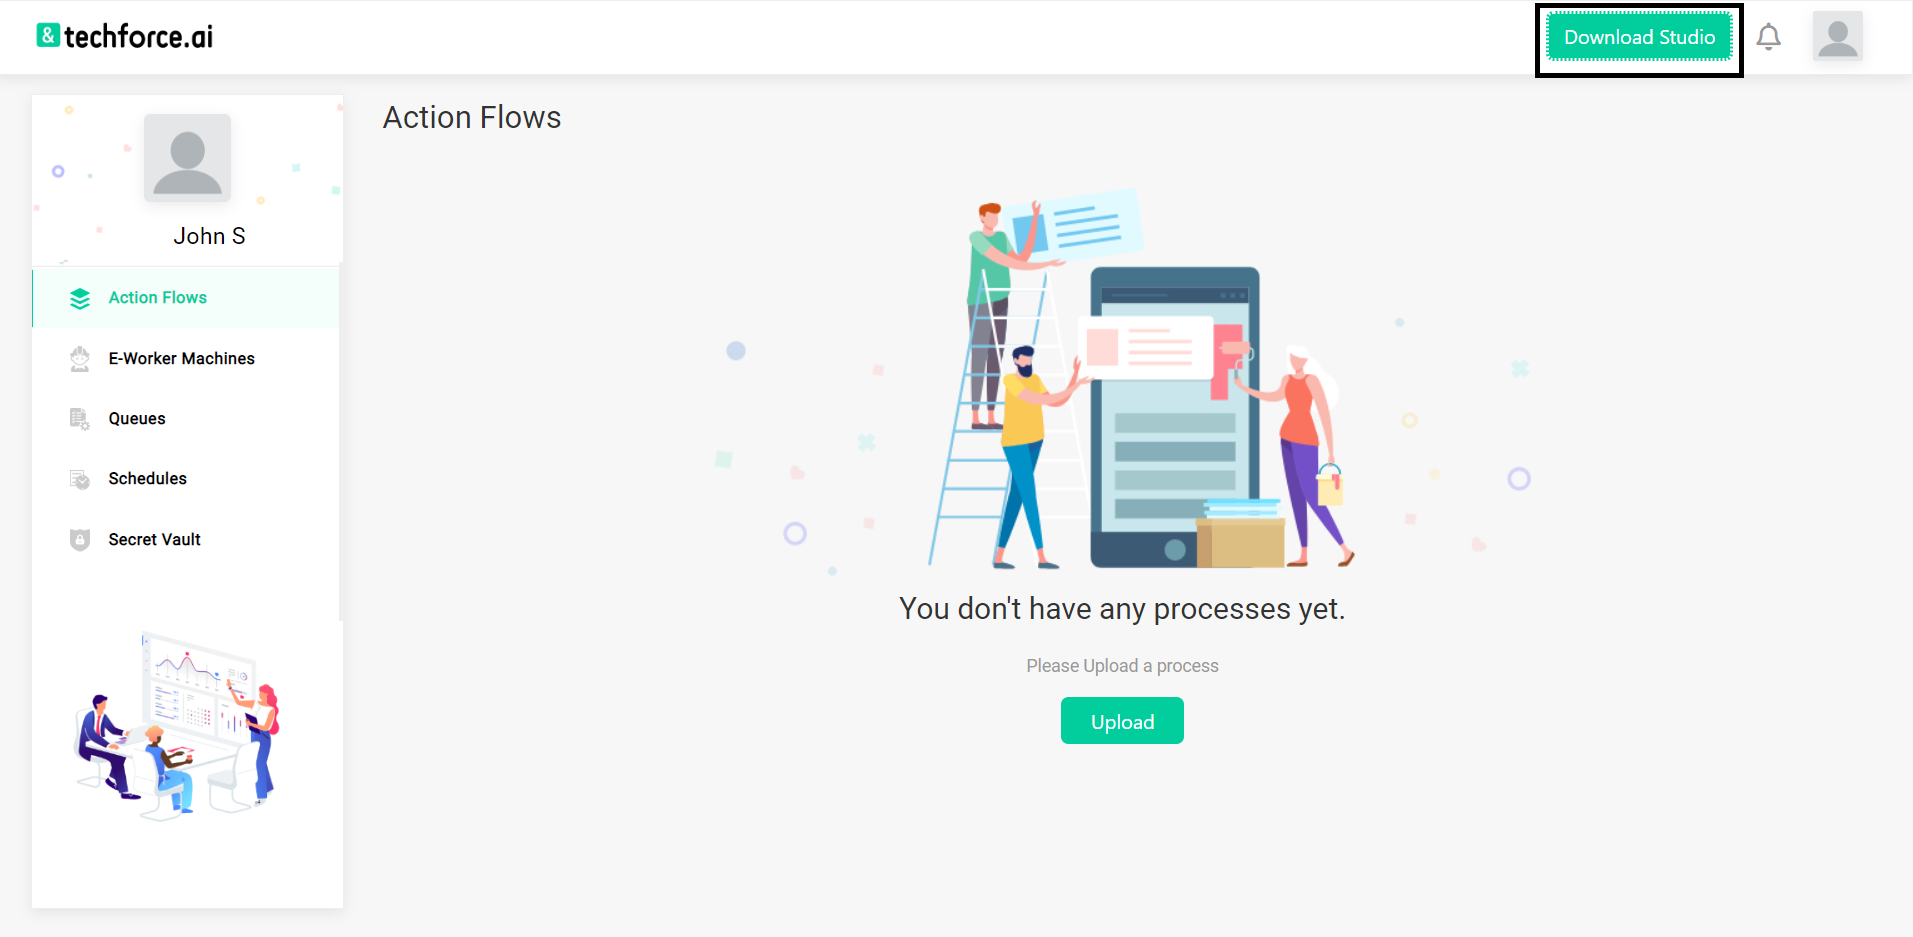 & techforce.ai
Download Studio
John S
Action Flows
E-Worker Machines
Queues
Schedules
Secret Vault
Action Flows
You don't have any processes yet.
Please Upload a process
Upload